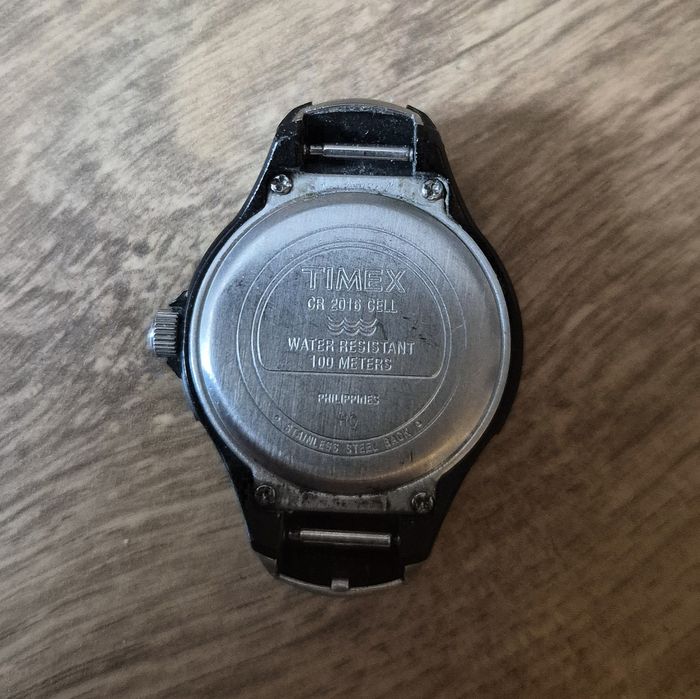 TIMEX
CR 2016 CELL
WATER RESISTANT
100 METERS
PHILIPPINES
STAINLESS STEEL BACK